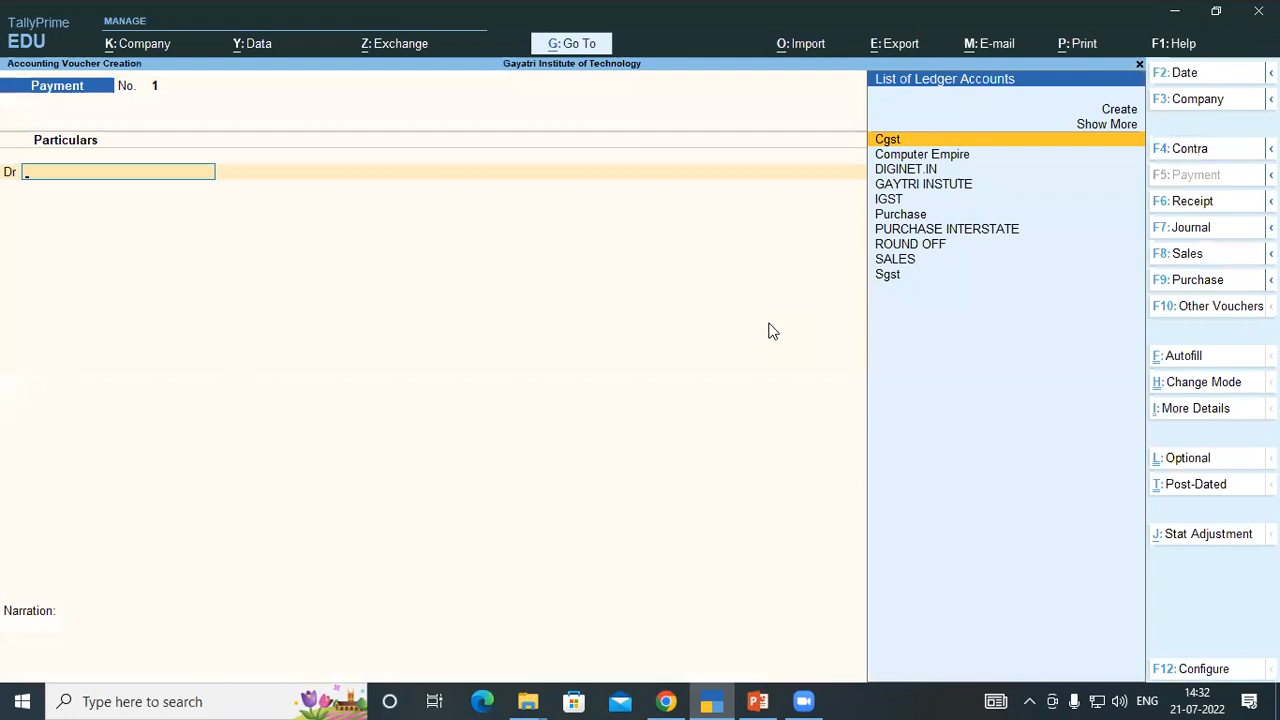 TallyPrime
EDU
MANAGE
K: Company
Y: Data
Z: Exchange
G: Go To
O: Import
E: Export
M: E-mail
P: Print
F1: Help
Accounting Voucher Creation
Gayatri Institute of Technology
Payment
No. 1
Particulars
Dr
List of Ledger Accounts
Create
Show More
Cgst
Computer Empire
DIGINET.IN
GAYTRI INSTUTE
IGST
Purchase
PURCHASE INTERSTATE
ROUND OFF
SALES
Sgst
F2: Date
F3: Company
F4: Contra
F5: Payment
F6: Receipt
F7: Journal
F8: Sales
F9: Purchase
F10: Other Vouchers
F: Autofill
H: Change Mode
I: More Details
L: Optional
T: Post-Dated
J: Stat Adjustment
F12: Configure
Narration:
Type here to search
ENG
14:32
21-07-2022